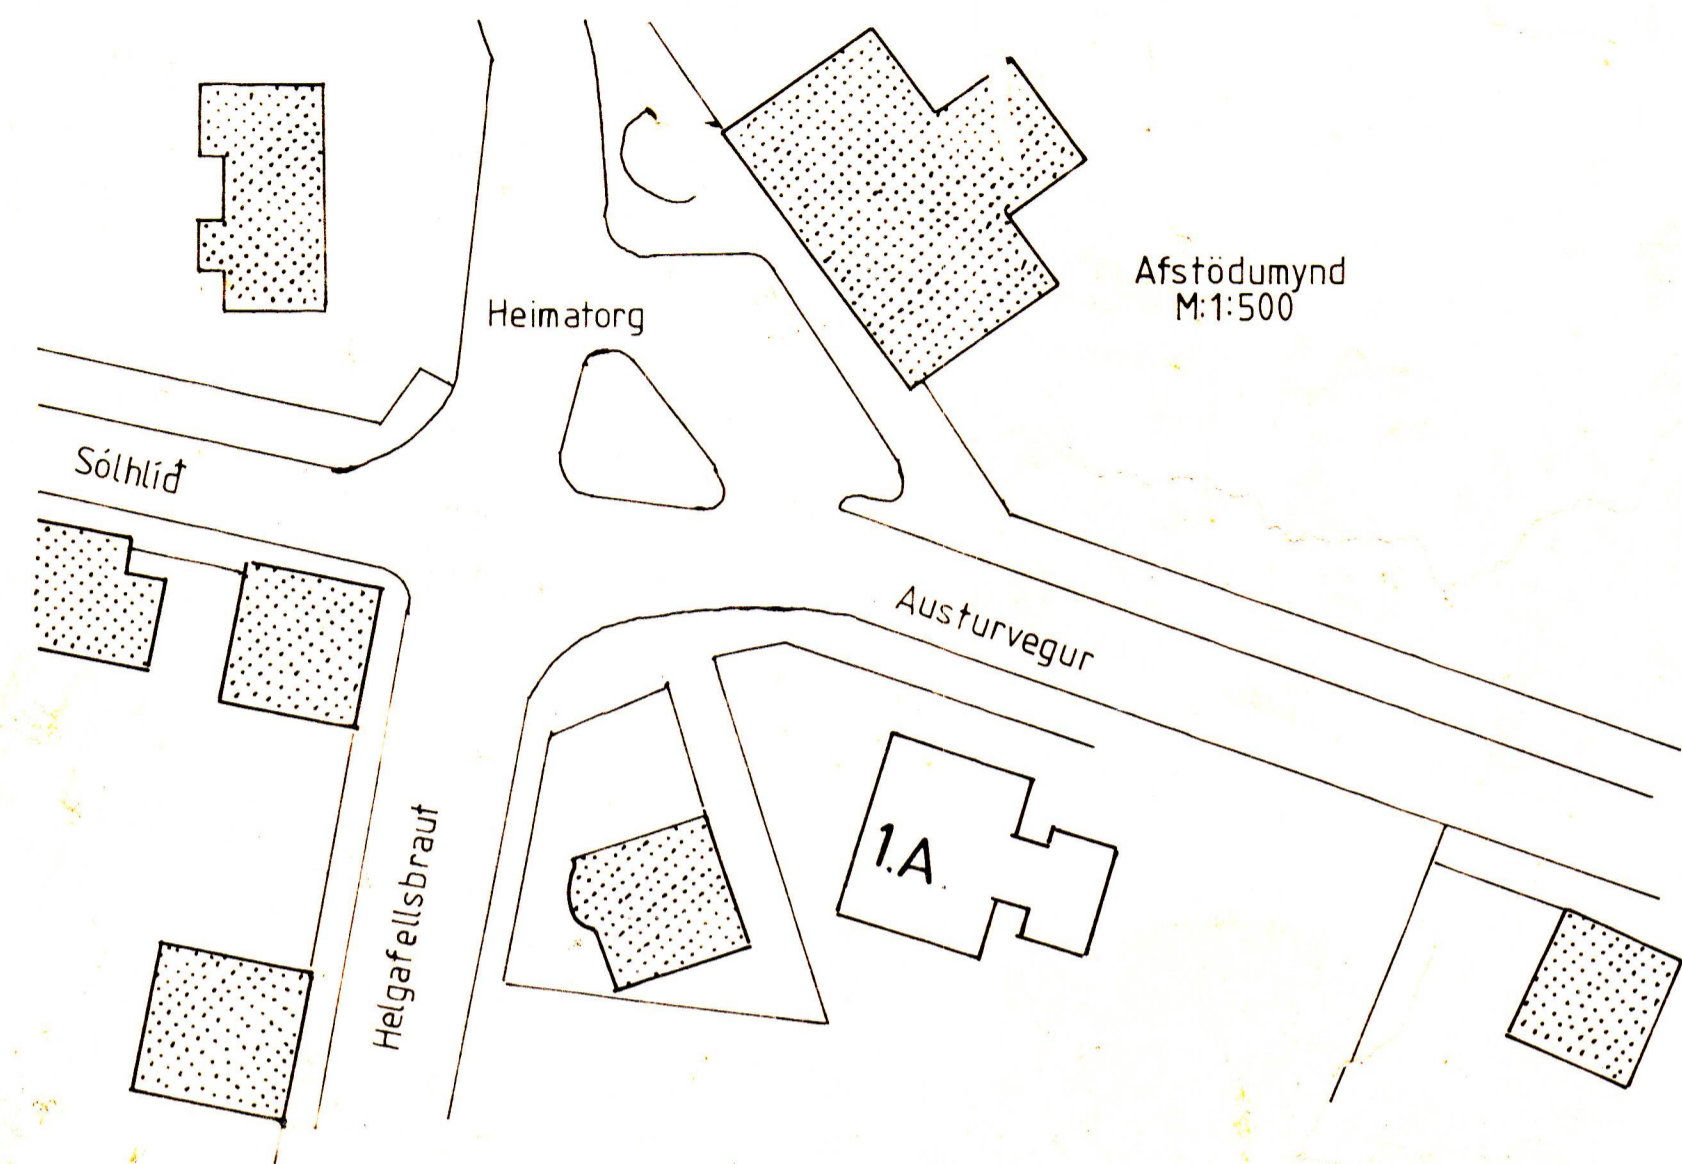 Afstödumynd
M:1:500
Heimatorg
Sólhlíð
Austurvegur
1.A
Helgafellsbraut